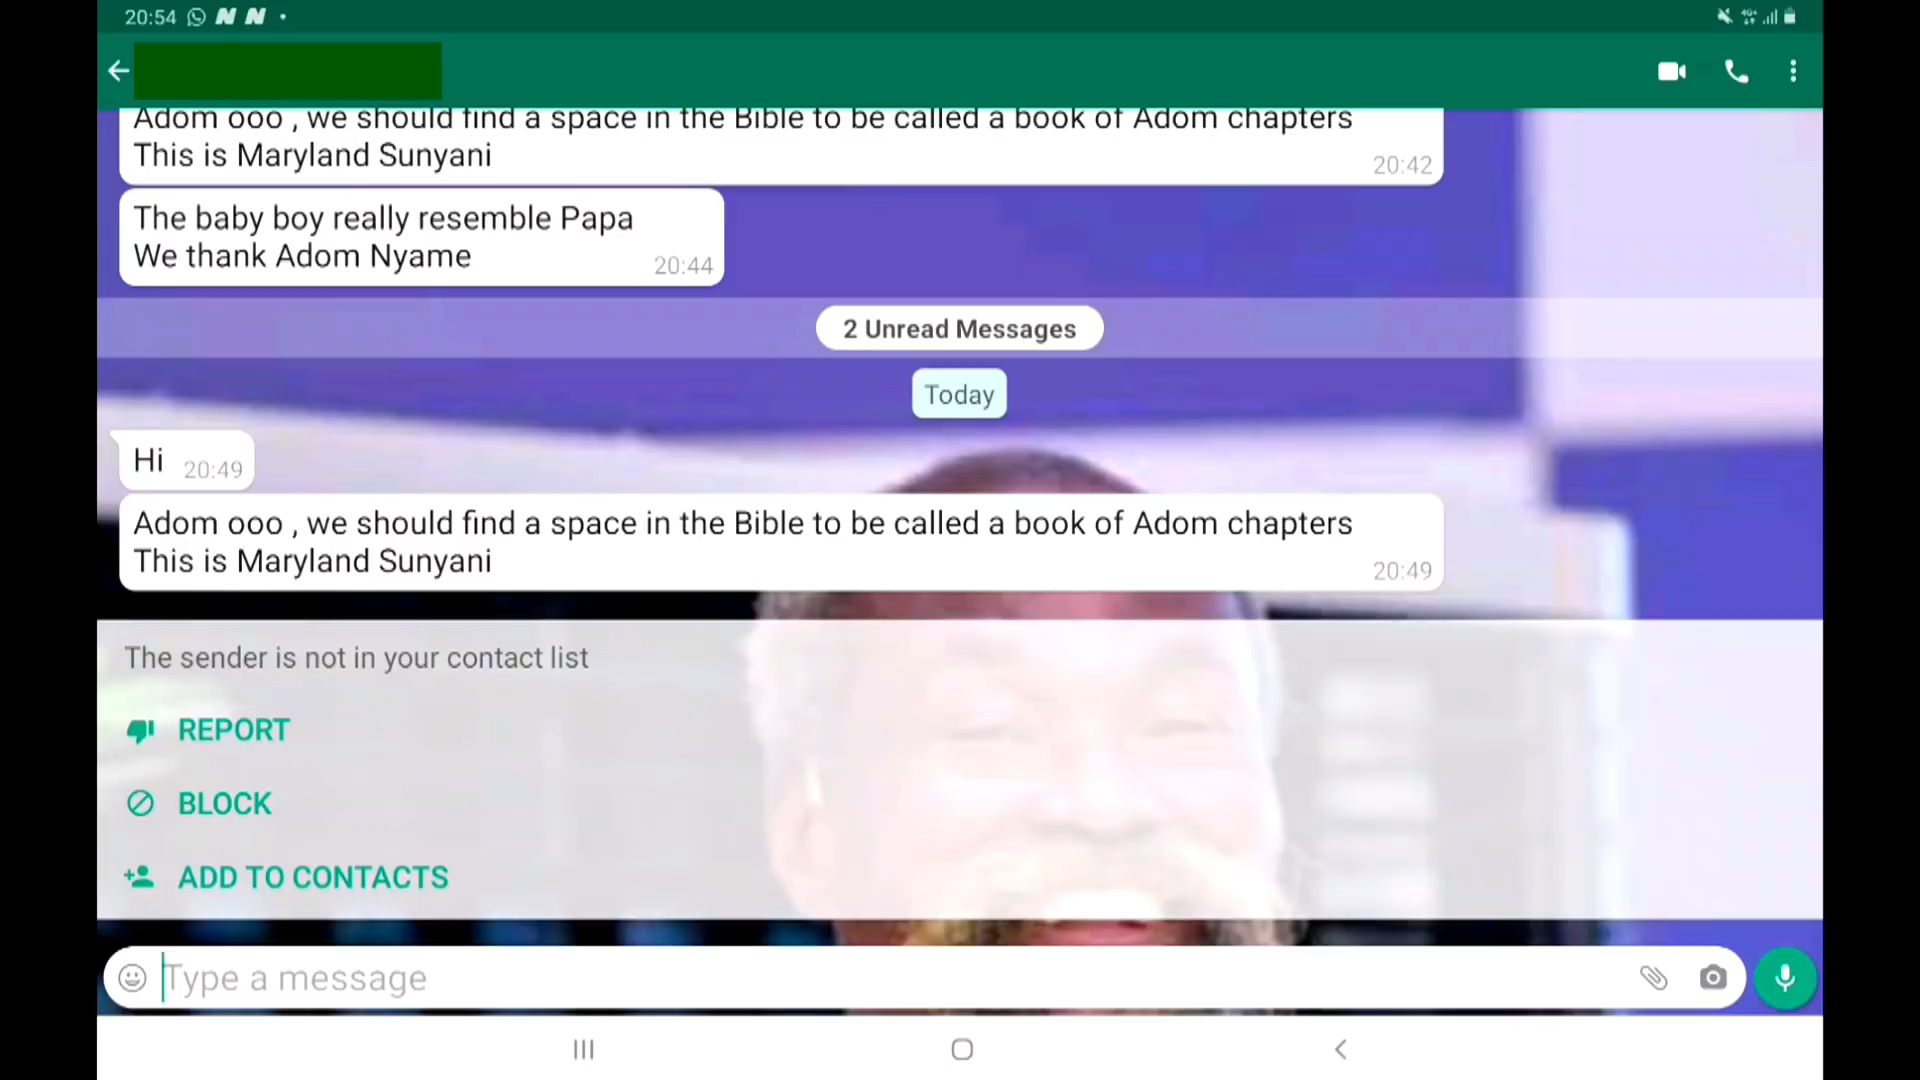 20:54
4G+
Adom ooo , we should find a space in the Bible to be called a book of Adom chapters
This is Maryland Sunyani
20:42
The baby boy really resemble Papa
We thank Adom Nyame
20:44
2 Unread Messages
Today
Hi
20:49
Adom ooo , we should find a space in the Bible to be called a book of Adom chapters
This is Maryland Sunyani
20:49
The sender is not in your contact list
REPORT
BLOCK
ADD TO CONTACTS
Type a message